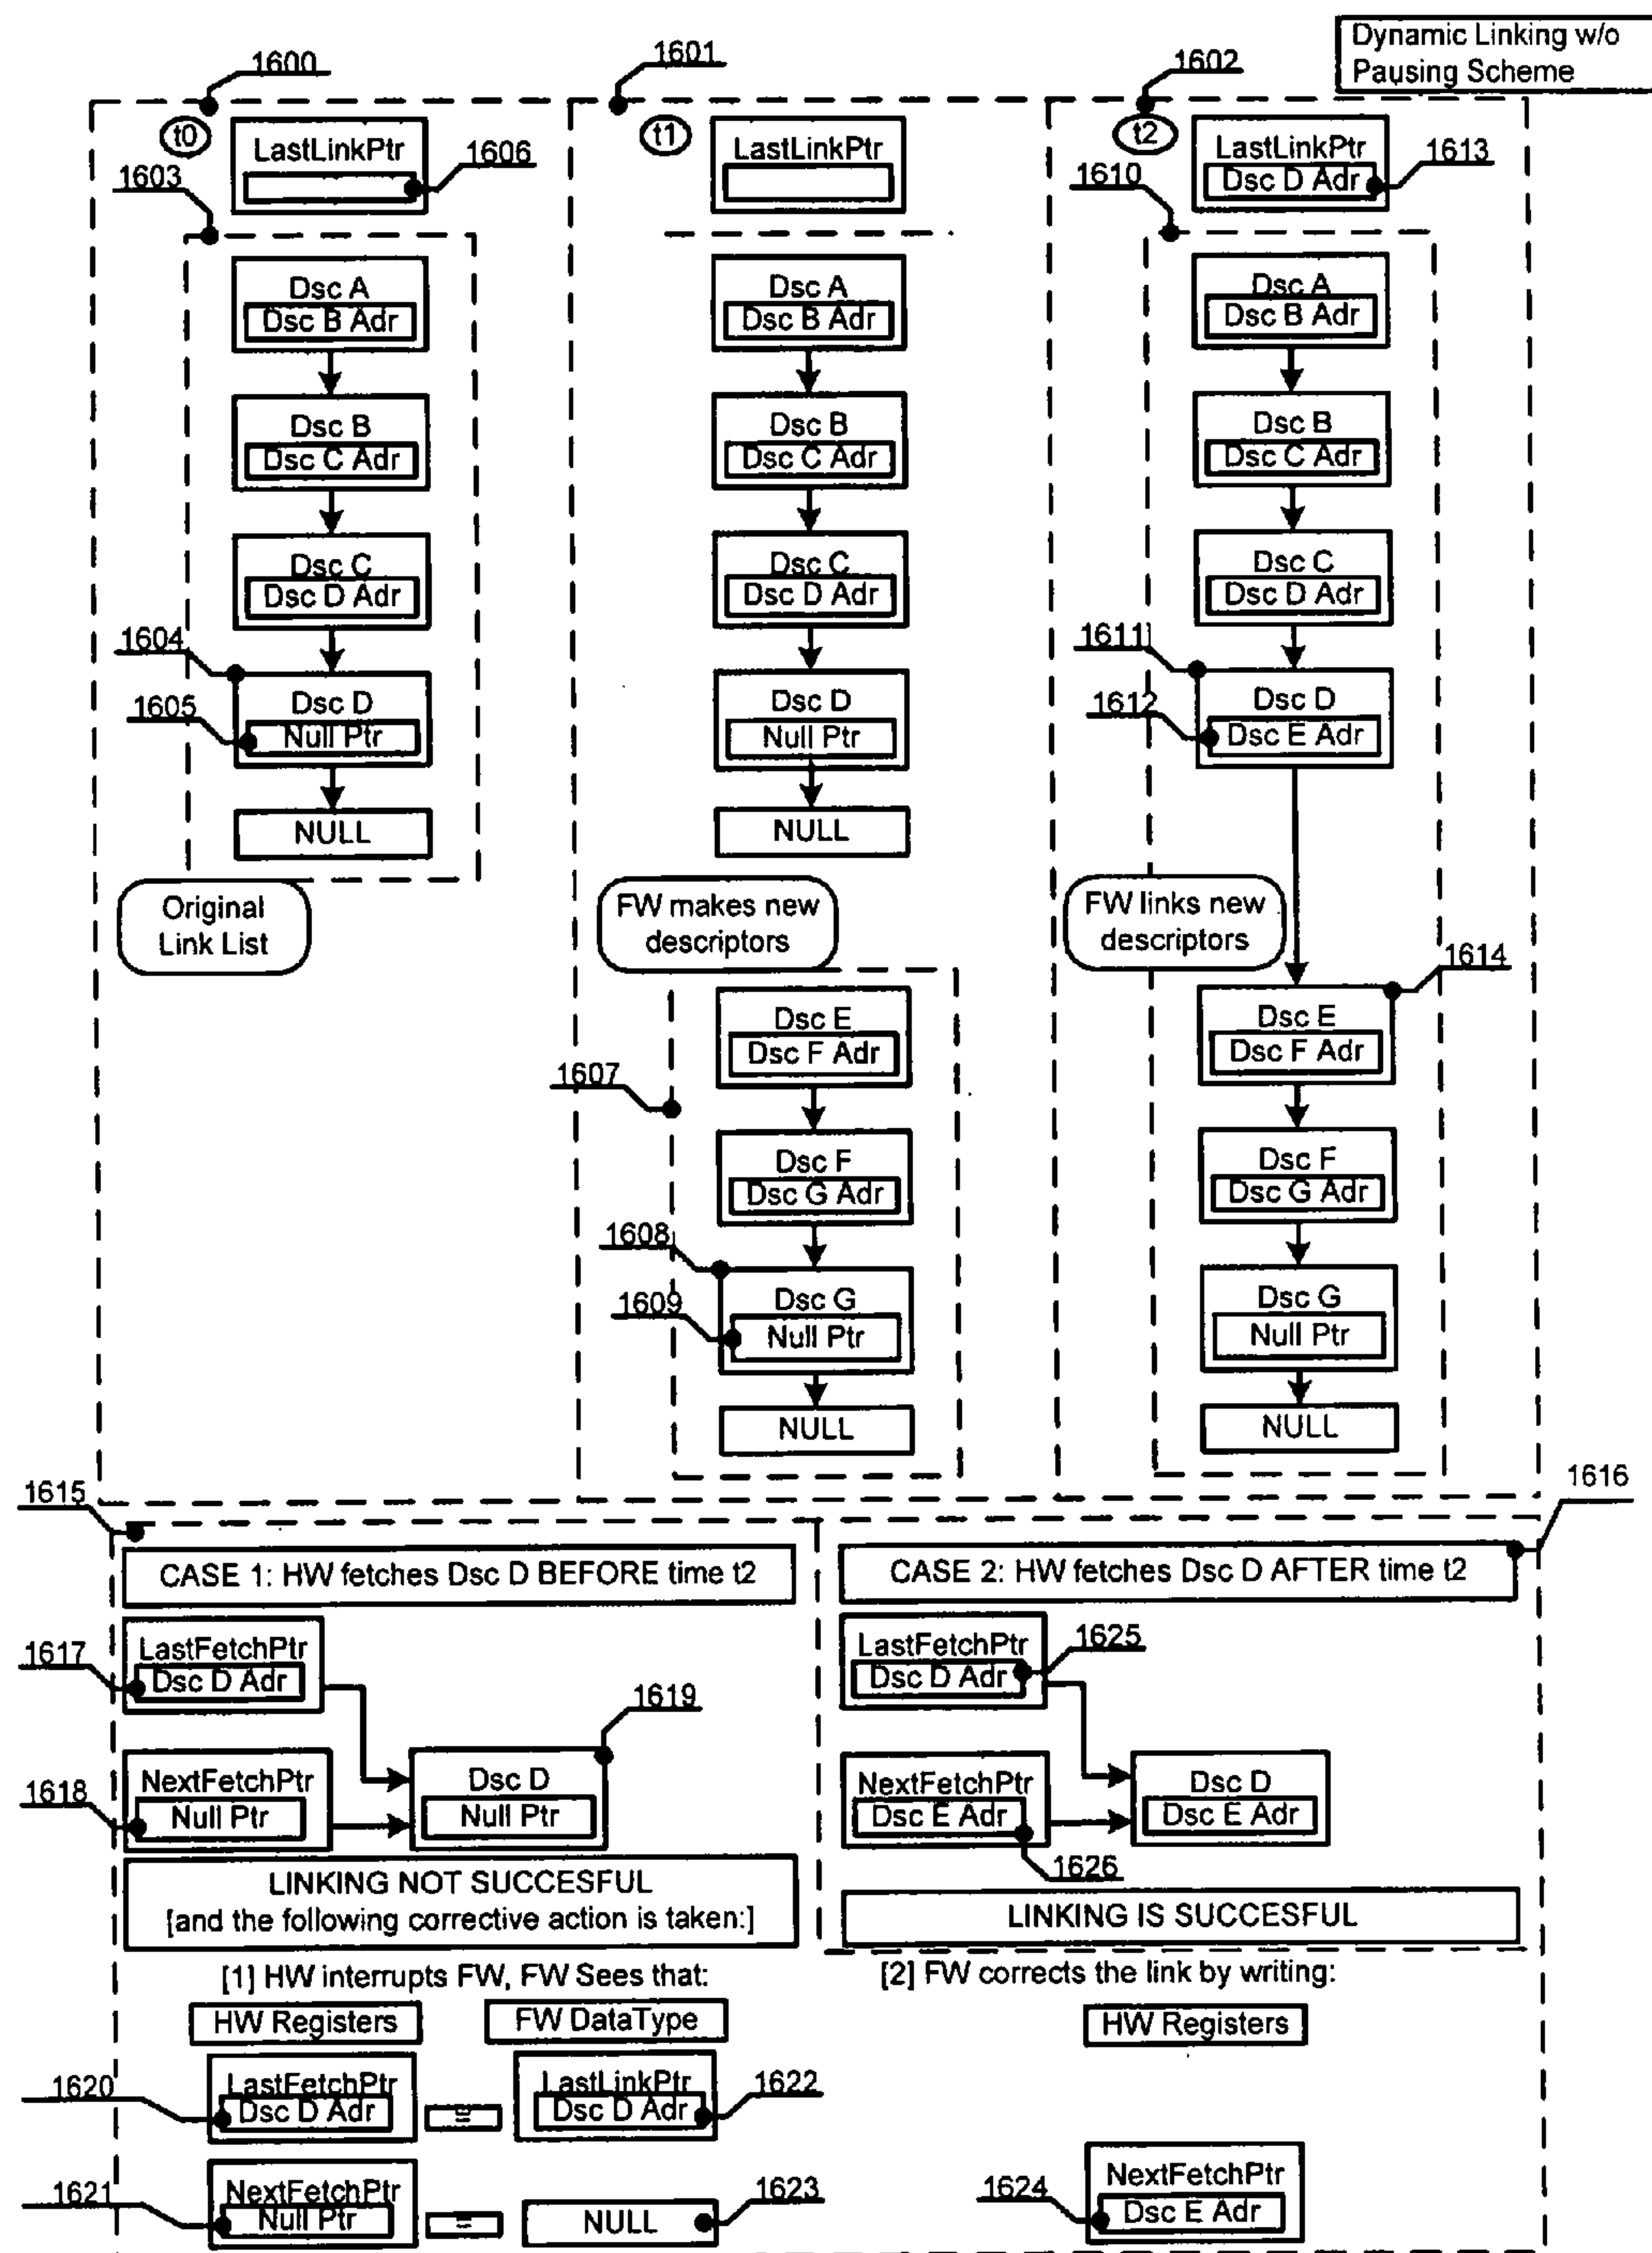 Dynamic Linking w/o
Pausing Scheme
1600
1601
1602
t0
LastLinkPtr
1606
1603
Dsc A
Dsc B Adr
Dsc B
Dsc C Adr
Dsc C
Dsc D Adr
1604
Dsc D
1605
Null Ptr
NULL
Original
Link List
t1
LastLinkPtr
Dsc A
Dsc B Adr
Dsc B
Dsc C Adr
Dsc C
Dsc D Adr
Dsc D
Null Ptr
NULL
FW makes new
descriptors
Dsc E
Dsc F Adr
1607
Dsc F
Dsc G Adr
1608
Dsc G
1609
Null Ptr
NULL
t2
LastLinkPtr
Dsc D Adr
1613
1610
Dsc A
Dsc B Adr
Dsc B
Dsc C Adr
Dsc C
Dsc D Adr
1611
Dsc D
1612
Dsc E Adr
FW links new
descriptors
1614
Dsc E
Dsc F Adr
Dsc F
Dsc G Adr
Dsc G
Null Ptr
NULL
1615
1616
CASE 1: HW fetches Dsc D BEFORE time t2
1617
LastFetchPtr
Dsc D Adr
1619
1618
NextFetchPtr
Null Ptr
Dsc D
Null Ptr
LINKING NOT SUCCESFUL
[and the following corrective action is taken:]
CASE 2: HW fetches Dsc D AFTER time t2
LastFetchPtr
Dsc D Adr
1625
NextFetchPtr
Dsc E Adr
1626
Dsc D
Dsc E Adr
LINKING IS SUCCESFUL
[1] HW interrupts FW, FW Sees that:
HW Registers
FW DataType
1620
LastFetchPtr
Dsc D Adr
=
LastLinkPtr
Dsc D Adr
1622
1621
NextFetchPtr
Null Ptr
=
NULL
1623
[2] FW corrects the link by writing:
HW Registers
1624
NextFetchPtr
Dsc E Adr